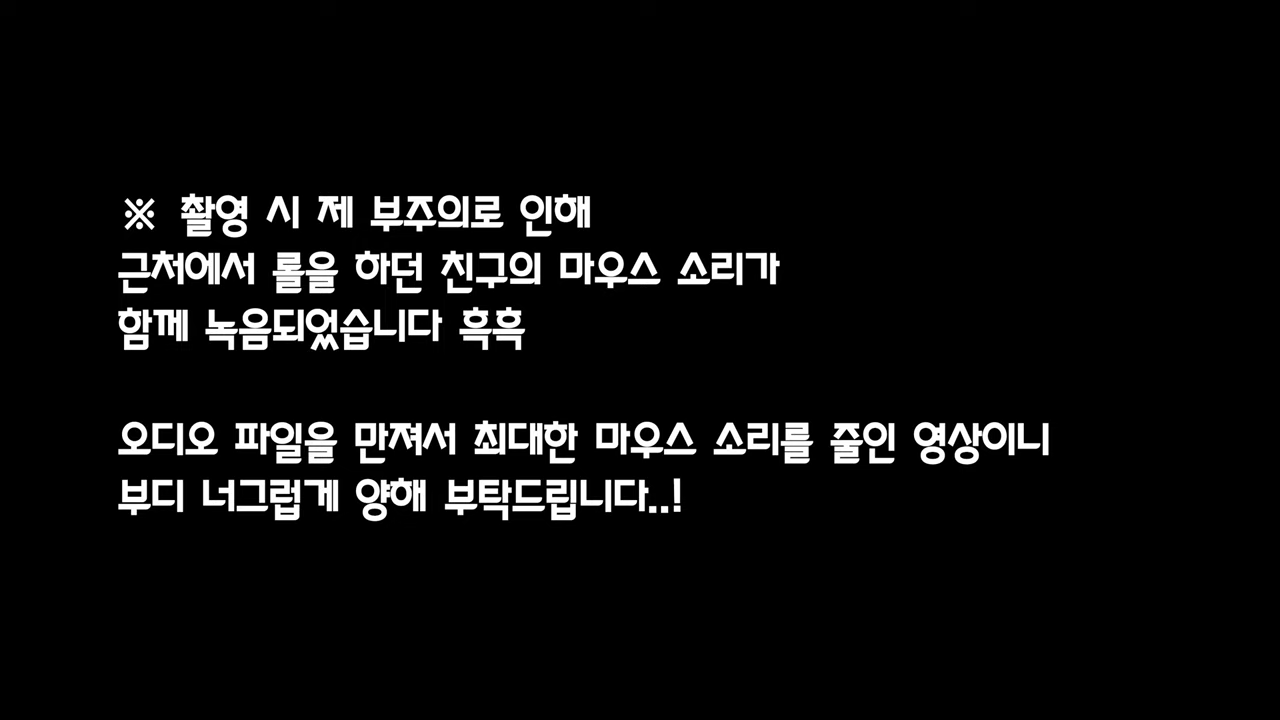 ※ 촬영 시 제 부주의로 인해
근처에서 롤을 하던 친구의 마우스 소리가
함께 녹음되었습니다 흑흑
오디오 파일을 만져서 최대한 마우스 소리를 줄인 영상이니
부디 너그럽게 양해 부탁드립니다..!